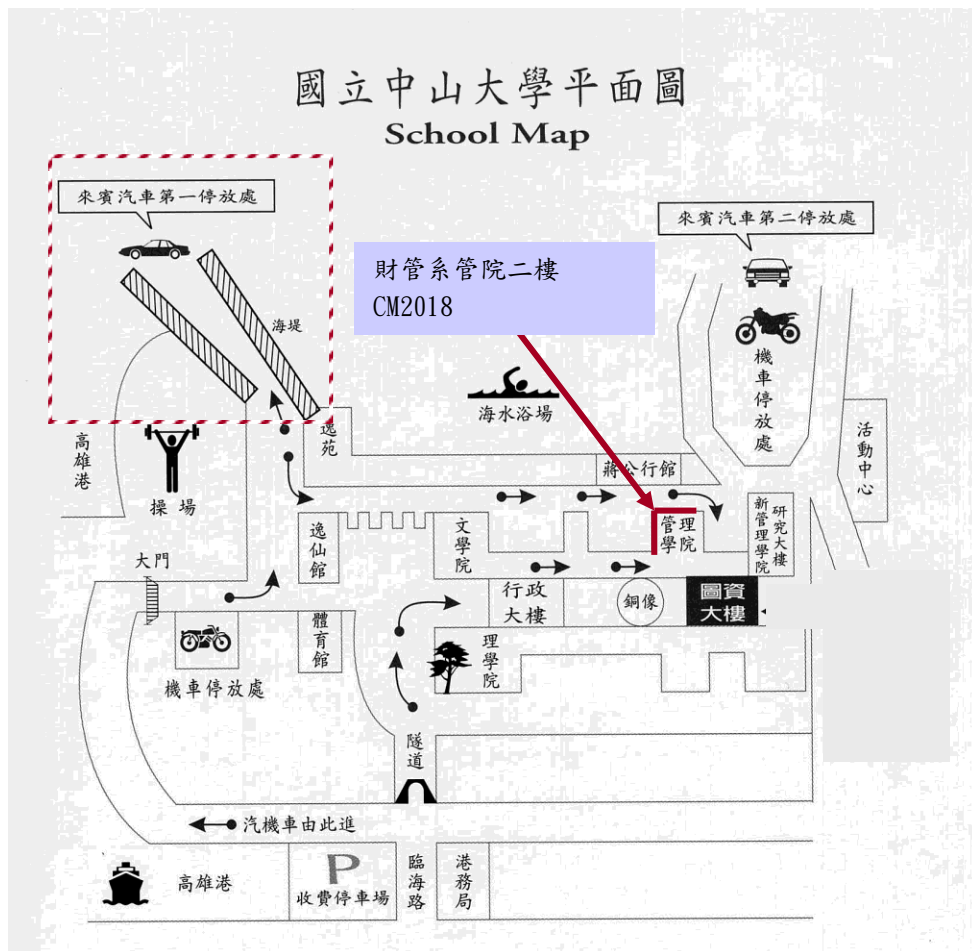 國立中山大學平面圖
School Map
來賓汽車第一停放處
來賓汽車第二停放處
財管系管院二樓
CM2018
海堤
機車停放處
海水浴場
逸苑
高雄港
操場
活動中心
蔣公行館
大門
逸仙館
文學院
管理學院
新管理學院
研究大樓
行政大樓
銅像
圖資大樓
體育館
理學院
機車停放處
隧道
汽機車由此進
高雄港
P
收費停車場
臨海路
港務局